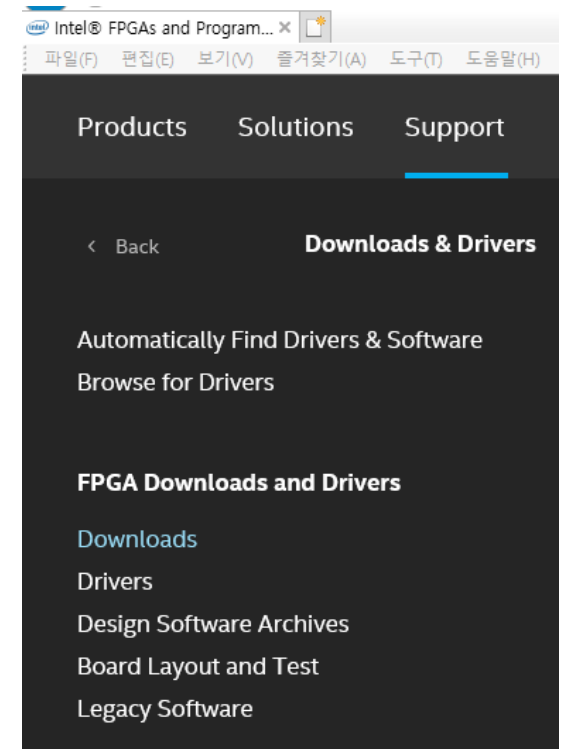 intel Intel® FPGAs and Program... ×
파일(F) 편집(E) 보기(V) 즐겨찾기(A) 도구(T) 도움말(H)
Products Solutions Support
< Back Downloads & Drivers
Automatically Find Drivers & Software
Browse for Drivers
FPGA Downloads and Drivers
Downloads
Drivers
Design Software Archives
Board Layout and Test
Legacy Software